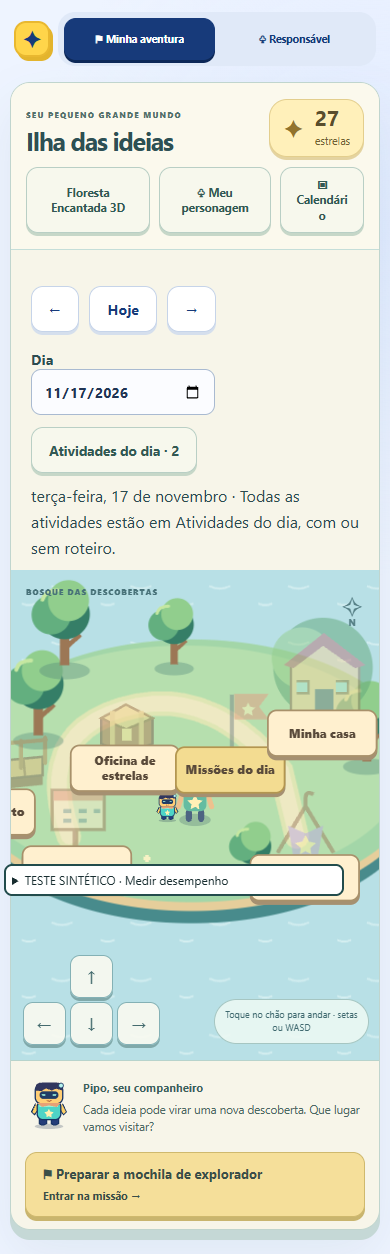 Minha aventura
Responsável
SEU PEQUENO GRANDE MUNDO
Ilha das ideias
27
estrelas
Floresta
Encantada 3D
Meu
personagem
Calendári
o
←
Hoje
→
Dia
11/17/2026
Atividades do dia · 2
terça-feira, 17 de novembro · Todas as
atividades estão em Atividades do dia, com ou
sem roteiro.
BOSQUE DAS DESCOBERTAS
N
Minha casa
Oficina de
estrelas
Missões do dia
to
▶ TESTE SINTÉTICO · Medir desempenho
↑
← ↓ →
Toque no chão para andar · setas
ou WASD
Pipo, seu companheiro
Cada ideia pode virar uma nova descoberta. Que lugar
vamos visitar?
Preparar a mochila de explorador
Entrar na missão →